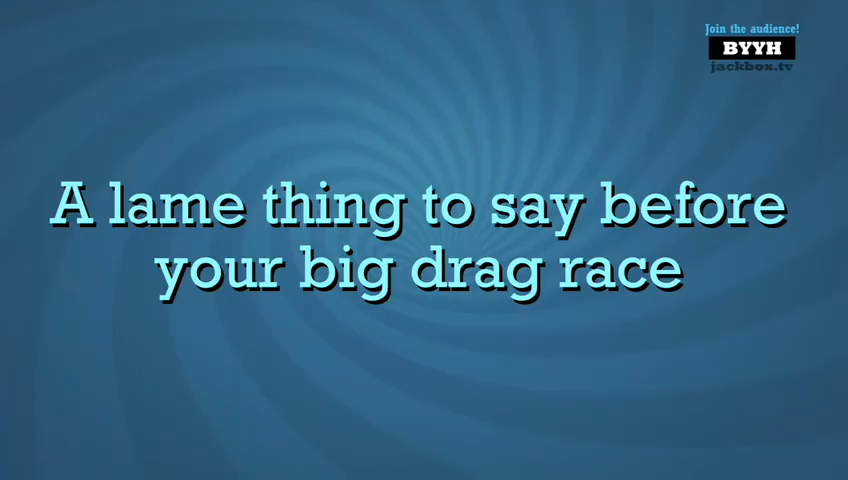 Join the audience!
BYYH
jackbox.tv
A lame thing to say before
your big drag race